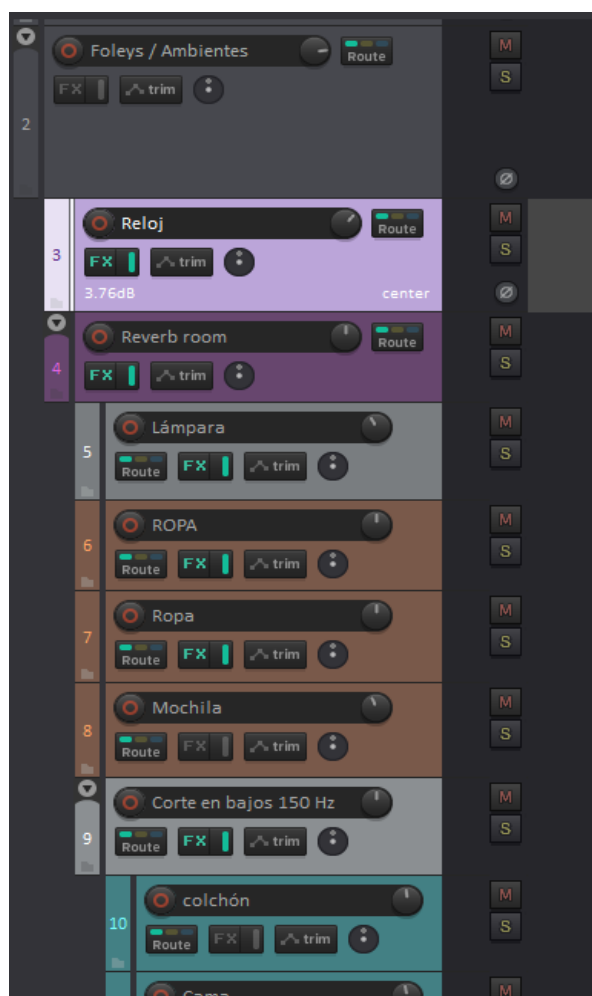 Foleys / Ambientes Route M
FX trim S
2
Reloj Route M
3 FX trim S
3.76dB center
Reverb room Route M
4 FX trim S
Lámpara M
5 Route FX trim S
ROPA M
6 Route FX trim S
Ropa M
7 Route FX trim S
Mochila M
8 Route FX trim S
Corte en bajos 150 Hz M
9 Route FX trim S
colchón M
10 Route FX trim S
Cama M